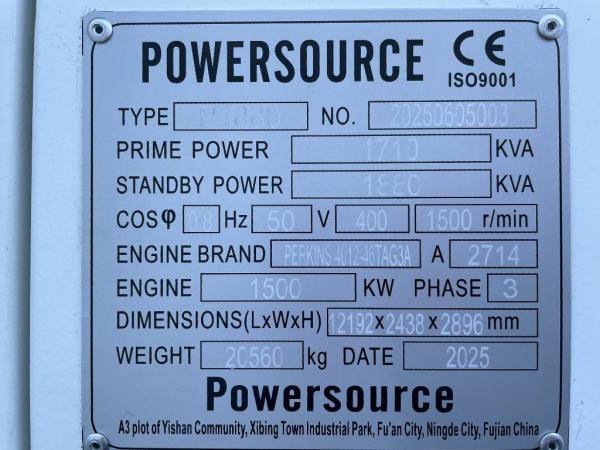 POWERSOURCE CE
ISO9001
TYPE NO. 20250605003
PRIME POWER 1710 KVA
STANDBY POWER 1880 KVA
COSφ 0.8 Hz 50 V 400 1500 r/min
ENGINE BRAND PERKINS 4012-46TAG3A A 2714
ENGINE 1500 KW PHASE 3
DIMENSIONS(LxWxH) 12192x2438x2896 mm
WEIGHT 20560 kg DATE 2025
Powersource
A3 plot of Yishan Community, Xibing Town Industrial Park, Fu'an City, Ningde City, Fujian China